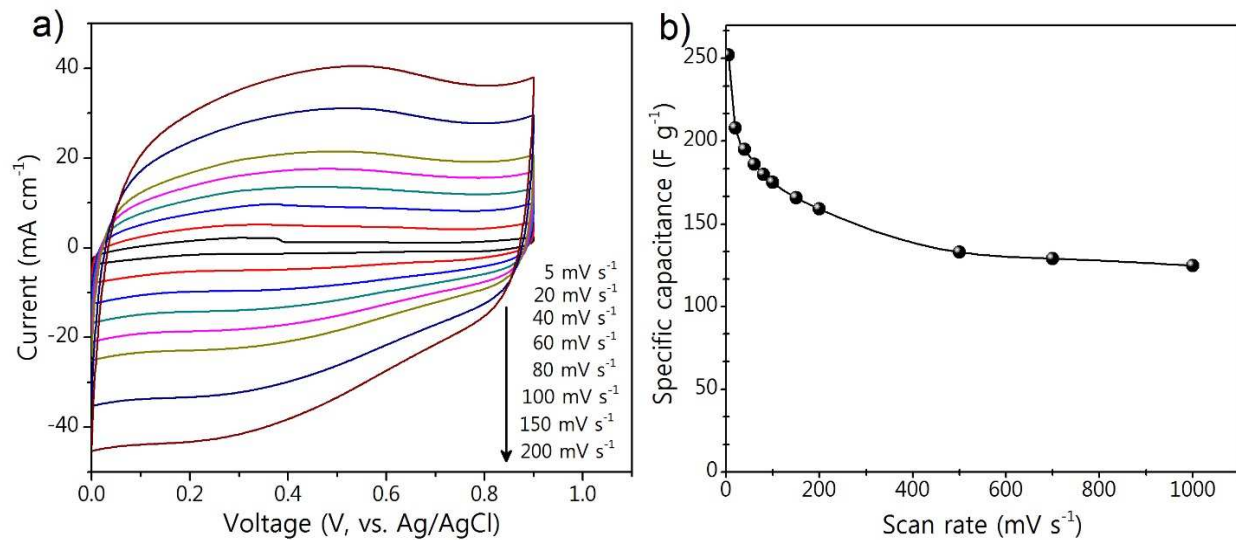 a)
40
20
0
-20
-40
Current (mA cm⁻¹)
0.0 0.2 0.4 0.6 0.8 1.0
Voltage (V, vs. Ag/AgCl)
5 mV s⁻¹
20 mV s⁻¹
40 mV s⁻¹
60 mV s⁻¹
80 mV s⁻¹
100 mV s⁻¹
150 mV s⁻¹
200 mV s⁻¹
b)
250
200
150
100
50
0
Specific capacitance (F g⁻¹)
0 200 400 600 800 1000
Scan rate (mV s⁻¹)